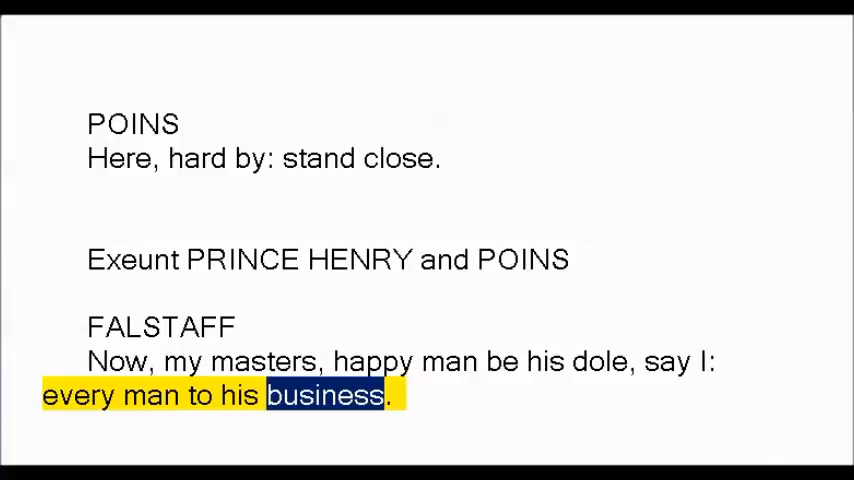 POINS
Here, hard by: stand close.
Exeunt PRINCE HENRY and POINS
FALSTAFF
Now, my masters, happy man be his dole, say I:
every man to his business.